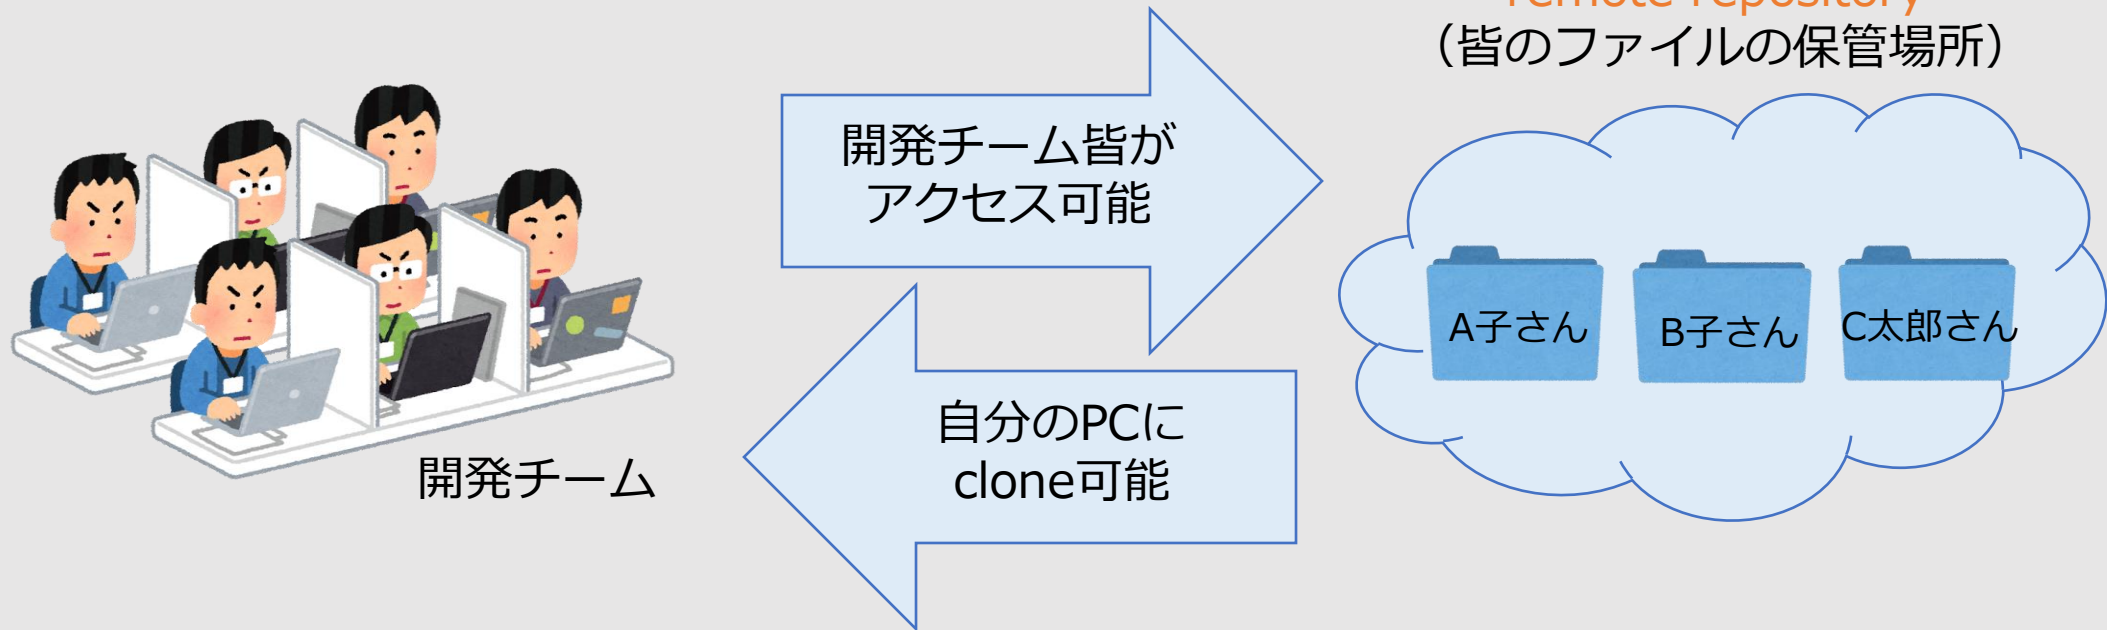 remote repository
（皆のファイルの保管場所）
開発チーム皆が
アクセス可能
A子さん
B子さん
C太郎さん
自分のPCに
clone可能
開発チーム